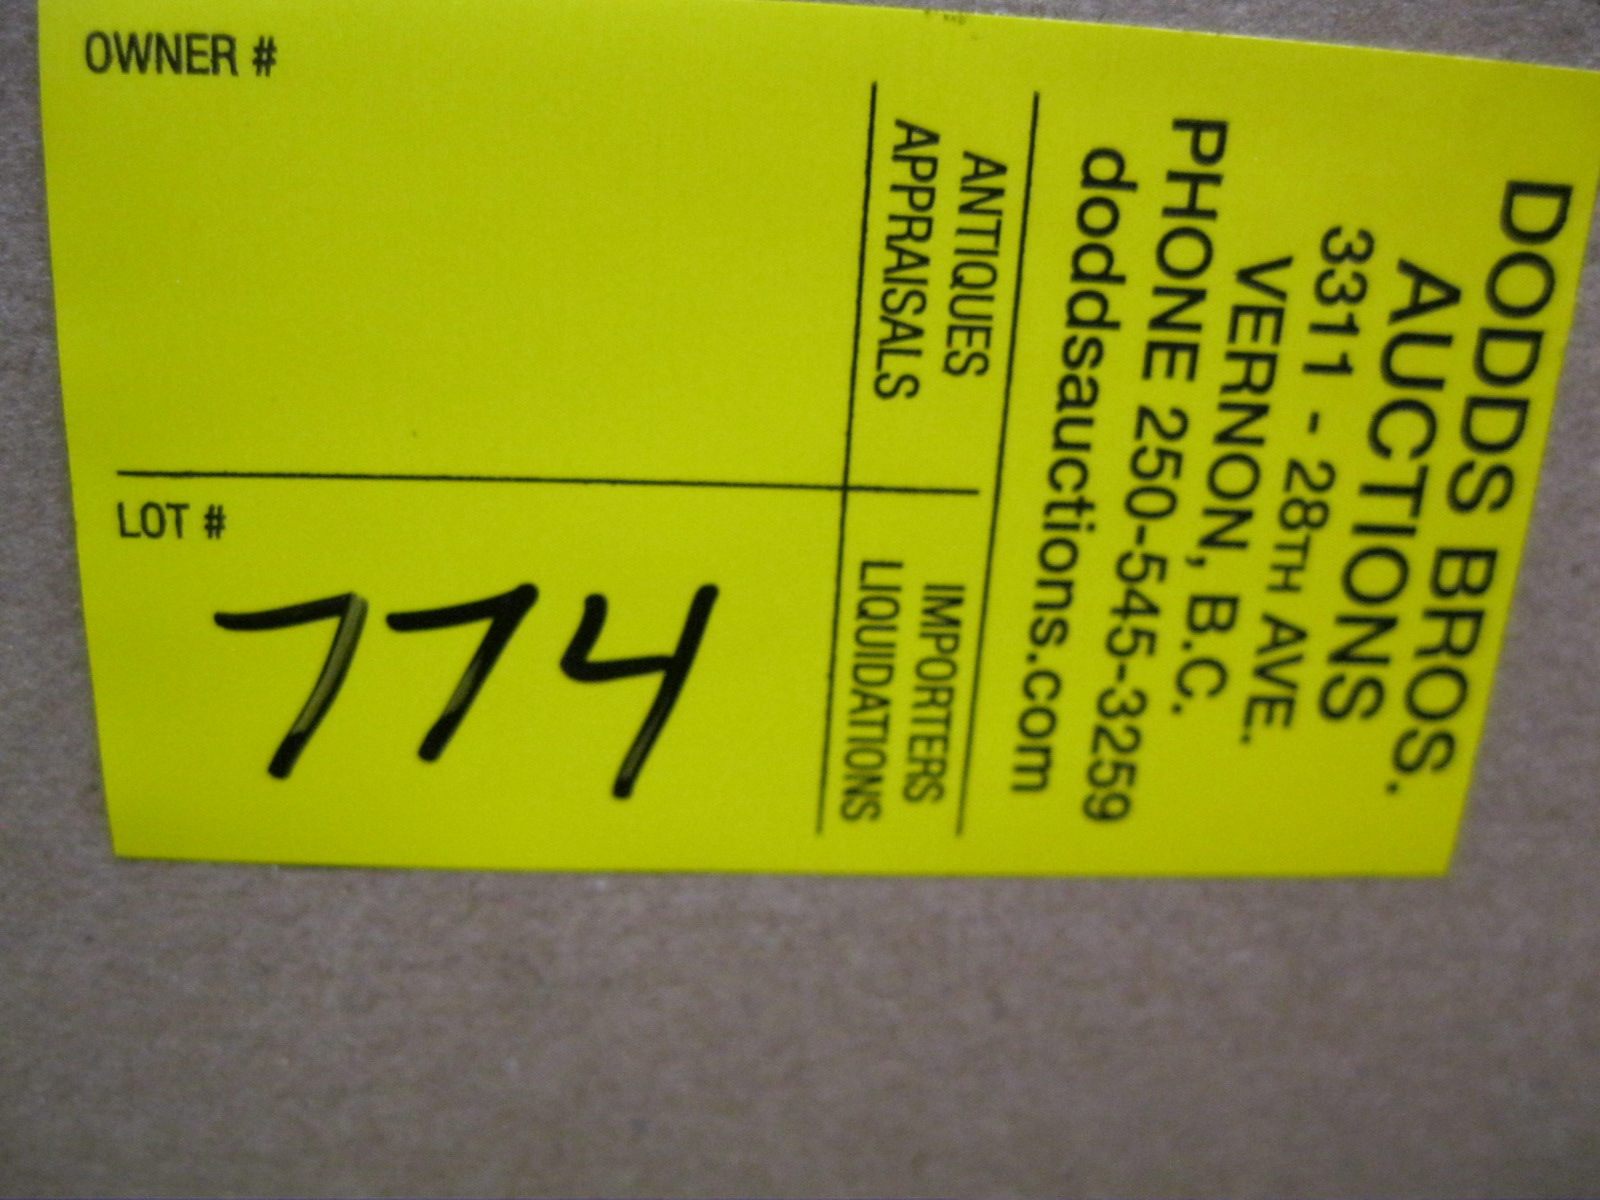 DODDS BROS.
AUCTIONS
3311 - 28TH AVE.
VERNON, B.C.
PHONE 250-545-3259
doddsauctions.com
ANTIQUES
APPRAISALS
IMPORTERS
LIQUIDATIONS
OWNER #
LOT #
774